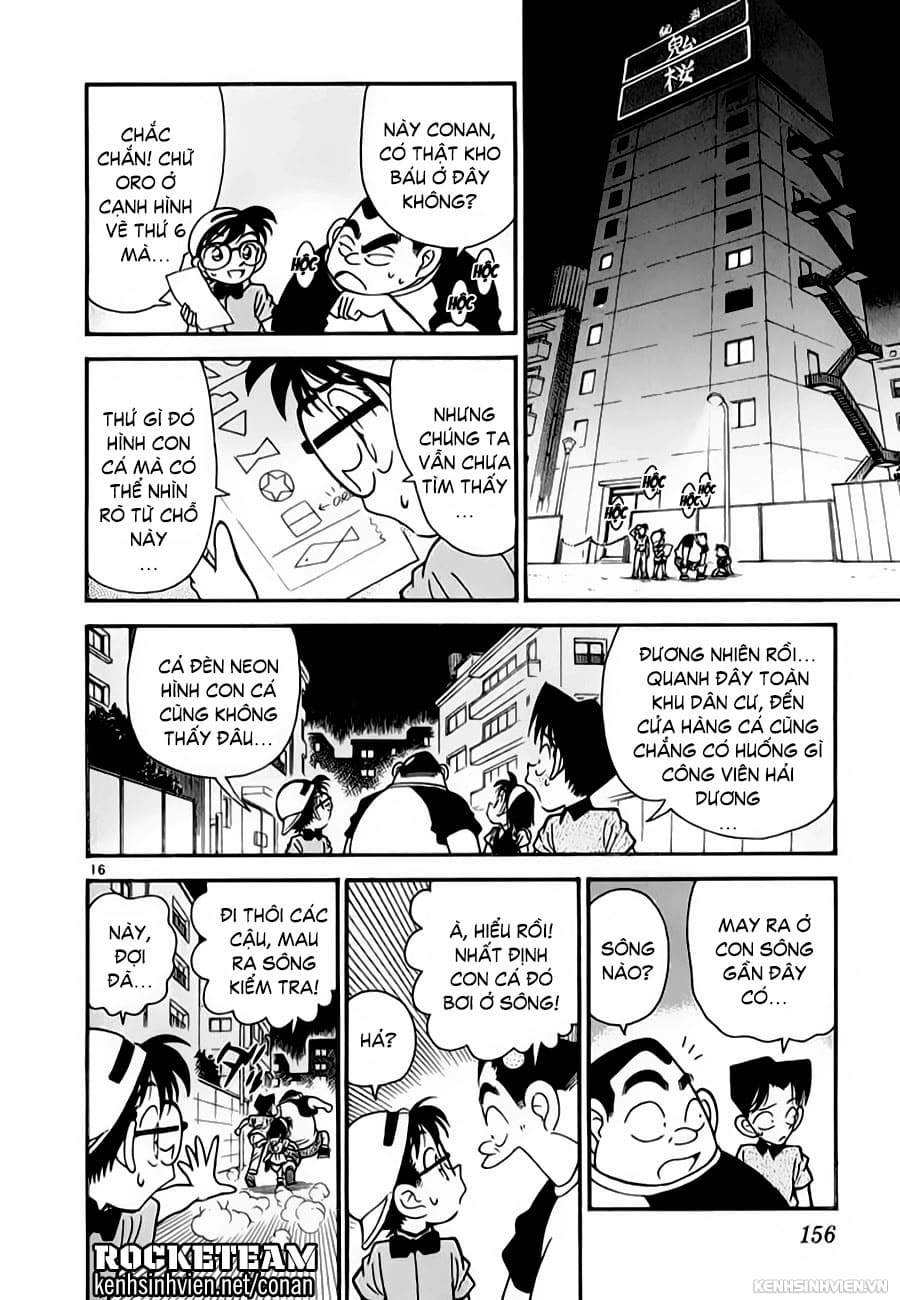 鬼
桜
HỘC
HỘC
HỘC
HỘC
NÀY CONAN,
CÓ THẬT KHO
BÁU Ở ĐÂY
KHÔNG?
CHẮC
CHẮN! CHỮ
ORO Ở
CẠNH HÌNH
VẼ THỨ 6
MÀ...
HỘC
HỘC
HỘC
NHƯNG
CHÚNG TA
VẪN CHƯA
TÌM THẤY
...
THỨ GÌ ĐÓ
HÌNH CON
CÁ MÀ CÓ
THỂ NHÌN
RÕ TỪ CHỖ
NÀY
...
ĐƯƠNG NHIÊN RỒI...
QUANH ĐÂY TOÀN
KHU DÂN CƯ, ĐẾN
CỬA HÀNG CÁ CŨNG
CHẲNG CÓ HUỐNG GÌ
CÔNG VIÊN HẢI
DƯƠNG
...
CẢ ĐÈN NEON
HÌNH CON CÁ
CŨNG KHÔNG
THẤY ĐÂU...
16
MAY RA Ở
CON SÔNG
GẦN ĐÂY
CÓ...
SÔNG
NÀO?
À, HIỂU RỒI!
NHẤT ĐỊNH
CON CÁ ĐÓ
BƠI Ở SÔNG!
HẢ?
ĐI THÔI CÁC
CẬU, MAU
RA SÔNG
KIỂM TRA!
NÀY,
ĐỢI
ĐÃ...
156
ROCKETEAM
kenhsinhvien.net/conan
KENHSINHVIEN.VN